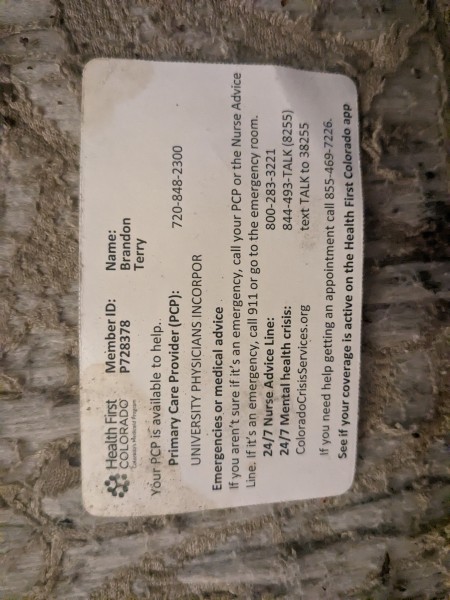 Health First
COLORADO
Colorado's Medicaid Program
Member ID:
P728378
Name:
Brandon
Terry
Your PCP is available to help.
Primary Care Provider (PCP):
720-848-2300
UNIVERSITY PHYSICIANS INCORPOR
Emergencies or medical advice
If you aren't sure if it's an emergency, call your PCP or the Nurse Advice
Line. If it's an emergency, call 911 or go to the emergency room.
24/7 Nurse Advice Line: 800-283-3221
24/7 Mental health crisis: 844-493-TALK (8255)
ColoradoCrisisServices.org text TALK to 38255
If you need help getting an appointment call 855-469-7226.
See if your coverage is active on the Health First Colorado app